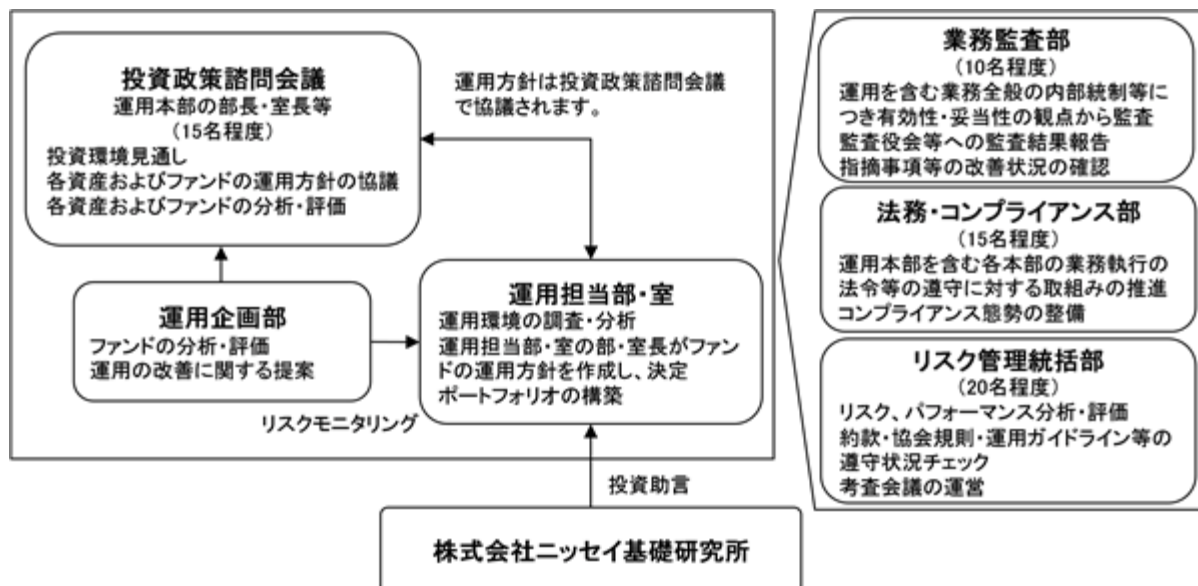 投資政策諮問会議
運用本部の部長・室長等
(15名程度)
投資環境見通し
各資産およびファンドの運用方針の協議
各資産およびファンドの分析・評価
運用方針は投資政策諮問会議
で協議されます。
運用企画部
ファンドの分析・評価
運用の改善に関する提案
リスクモニタリング
運用担当部・室
運用環境の調査・分析
運用担当部・室の部・室長がファン
ドの運用方針を作成し、決定
ポートフォリオの構築
投資助言
株式会社ニッセイ基礎研究所
業務監査部
(10名程度)
運用を含む業務全般の内部統制等に
つき有効性・妥当性の観点から監査
監査役会等への監査結果報告
指摘事項等の改善状況の確認
法務・コンプライアンス部
(15名程度)
運用本部を含む各本部の業務執行の
法令等の遵守に対する取組みの推進
コンプライアンス態勢の整備
リスク管理統括部
(20名程度)
リスク、パフォーマンス分析・評価
約款・協会規則・運用ガイドライン等の
遵守状況チェック
考査会議の運営